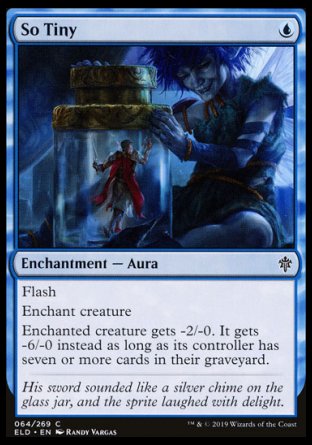 So Tiny
Enchantment — Aura
Flash
Enchant creature
Enchanted creature gets -2/-0. It gets
-6/-0 instead as long as its controller has
seven or more cards in their graveyard.
His sword sounded like a silver chime on the
glass jar, and the sprite laughed with delight.
064/269 C
ELD • EN Randy Vargas
™ & © 2019 Wizards of the Coast